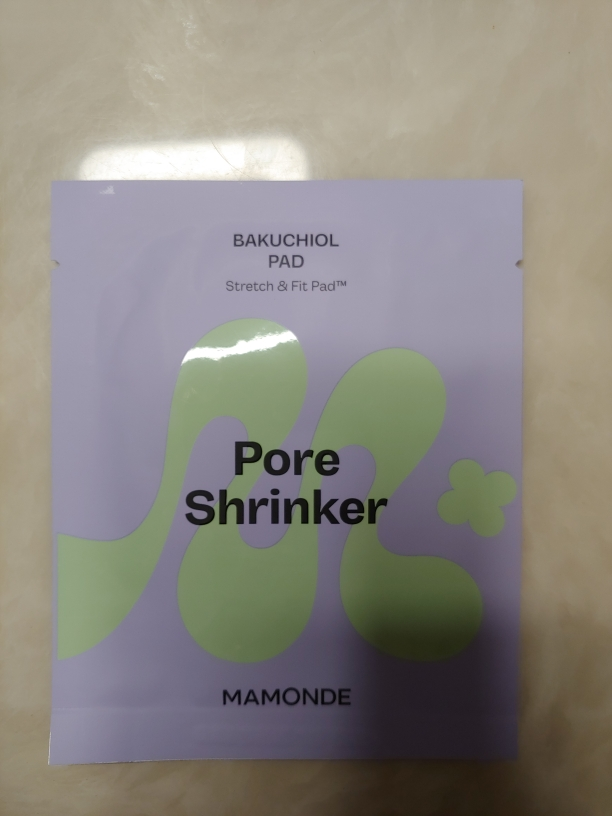 BAKUCHIOL
PAD
Stretch & Fit Pad™
Pore
Shrinker
MAMONDE